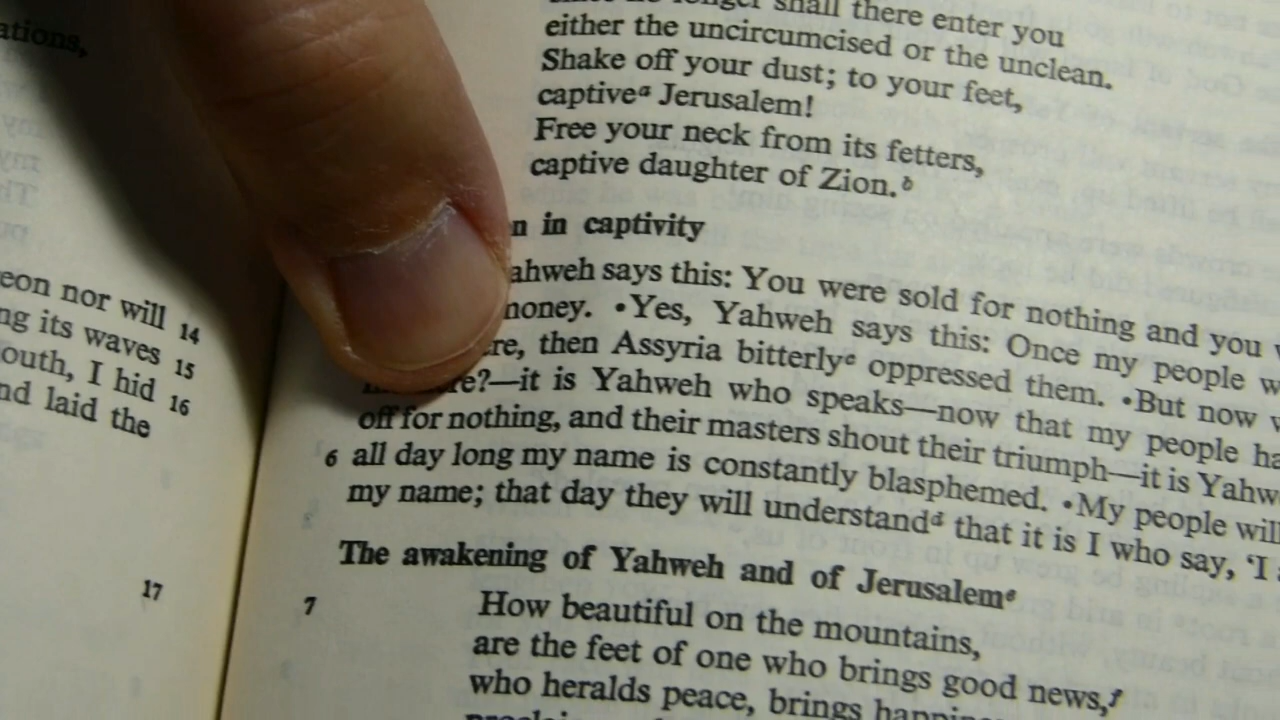 ations,
eon nor will 14
ng its waves 15
outh, I hid 16
nd laid the
17
longer shall there enter you
either the uncircumcised or the unclean.
Shake off your dust; to your feet,
captiveᵃ Jerusalem!
Free your neck from its fetters,
captive daughter of Zion.ᵇ
n in captivity
ahweh says this: You were sold for nothing and you
money. •Yes, Yahweh says this: Once my people
re, then Assyria bitterlyᶜ oppressed them. •But now
re?—it is Yahweh who speaks—now that my people ha
off for nothing, and their masters shout their triumph—it is Yahw
6 all day long my name is constantly blasphemed. •My people will
my name; that day they will understandᵈ that it is I who say, ‘I
The awakening of Yahweh and of Jerusalemᵉ
7 How beautiful on the mountains,
are the feet of one who brings good news,ᶠ
who heralds peace, brings happin